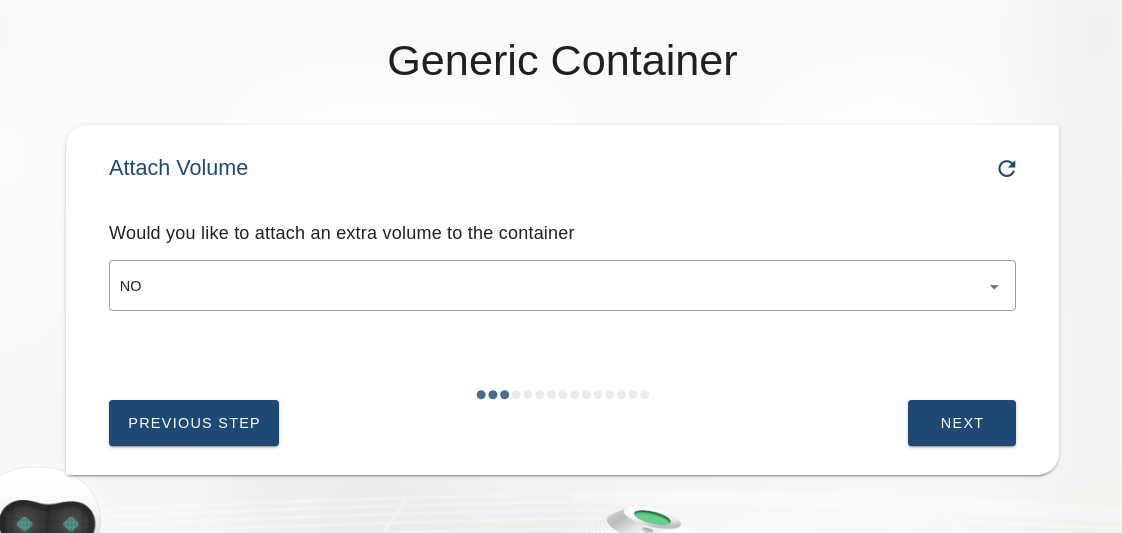 Generic Container
Attach Volume
Would you like to attach an extra volume to the container
NO
PREVIOUS STEP
NEXT